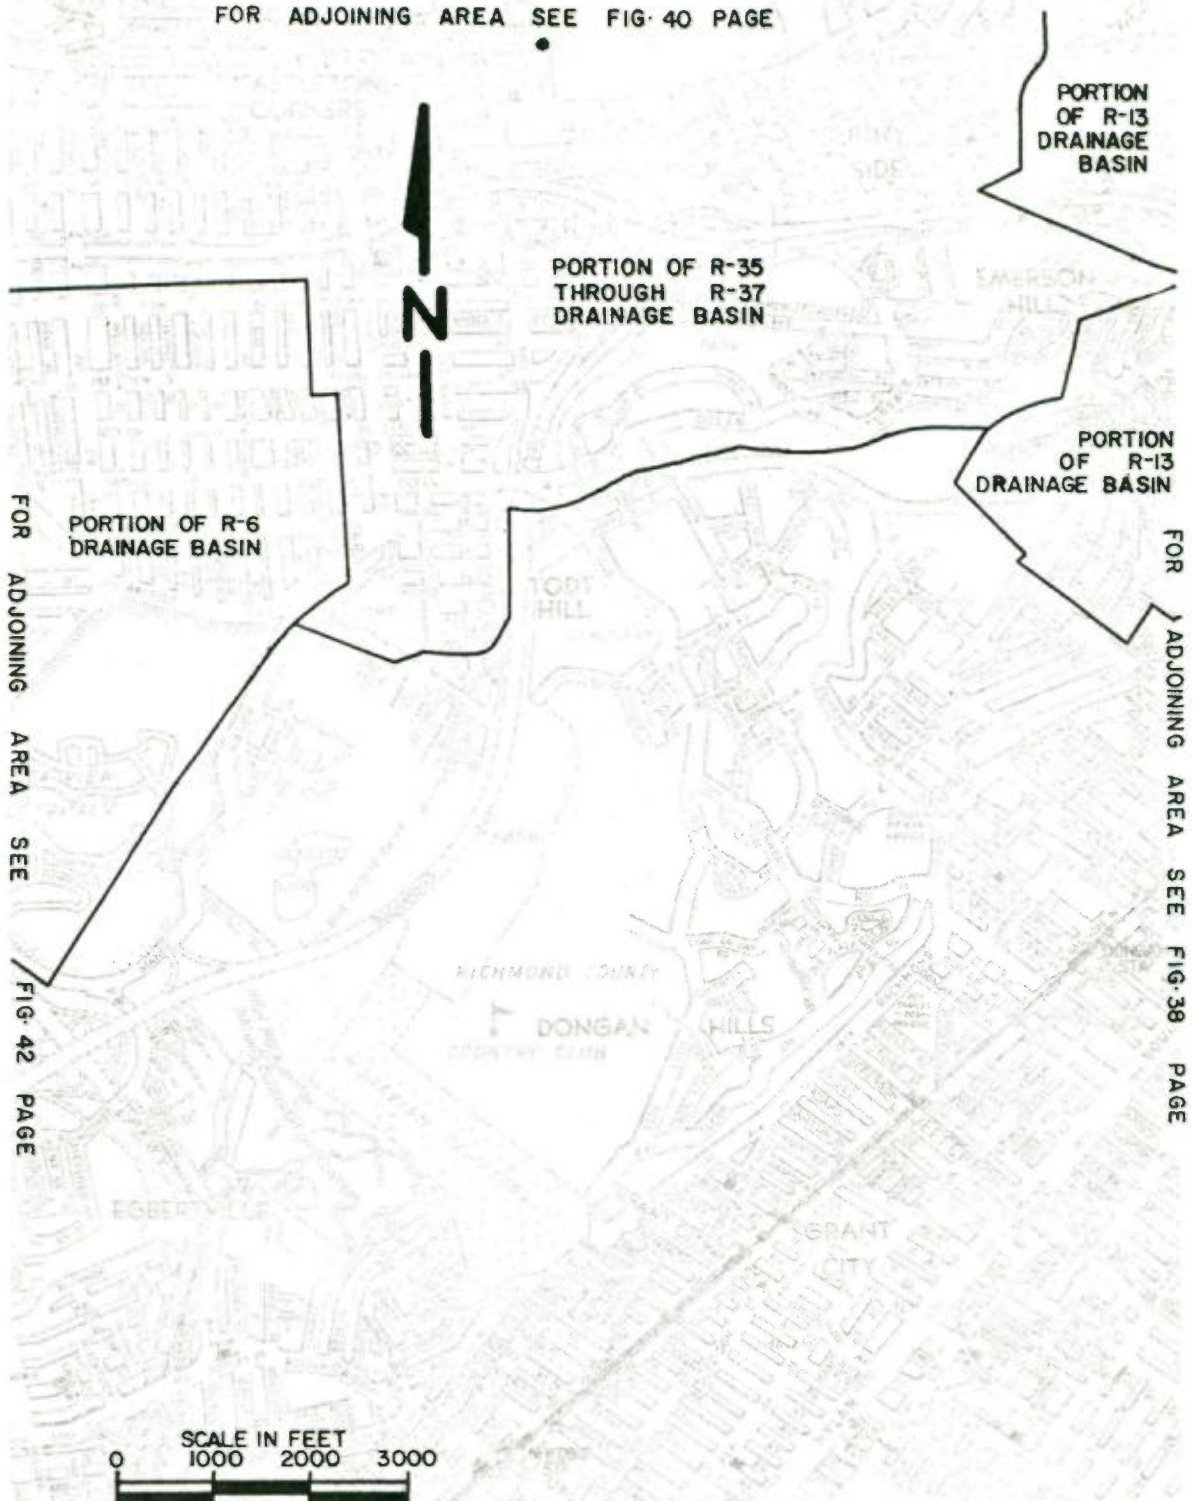 FOR ADJOINING AREA SEE FIG. 40 PAGE
PORTION
OF R-13
DRAINAGE
BASIN
SIDE
EMERSON
HILL
PORTION OF R-35
THROUGH R-37
DRAINAGE BASIN
N
PORTION
OF R-13
DRAINAGE BASIN
PORTION OF R-6
DRAINAGE BASIN
FOR ADJOINING AREA SEE FIG. 42 PAGE
FOR ADJOINING AREA SEE FIG. 38 PAGE
TODT
HILL
RICHMOND COUNTY
DONGAN HILLS
COUNTRY CLUB
EGBERTVILLE
GRANT
CITY
SCALE IN FEET
0 1000 2000 3000